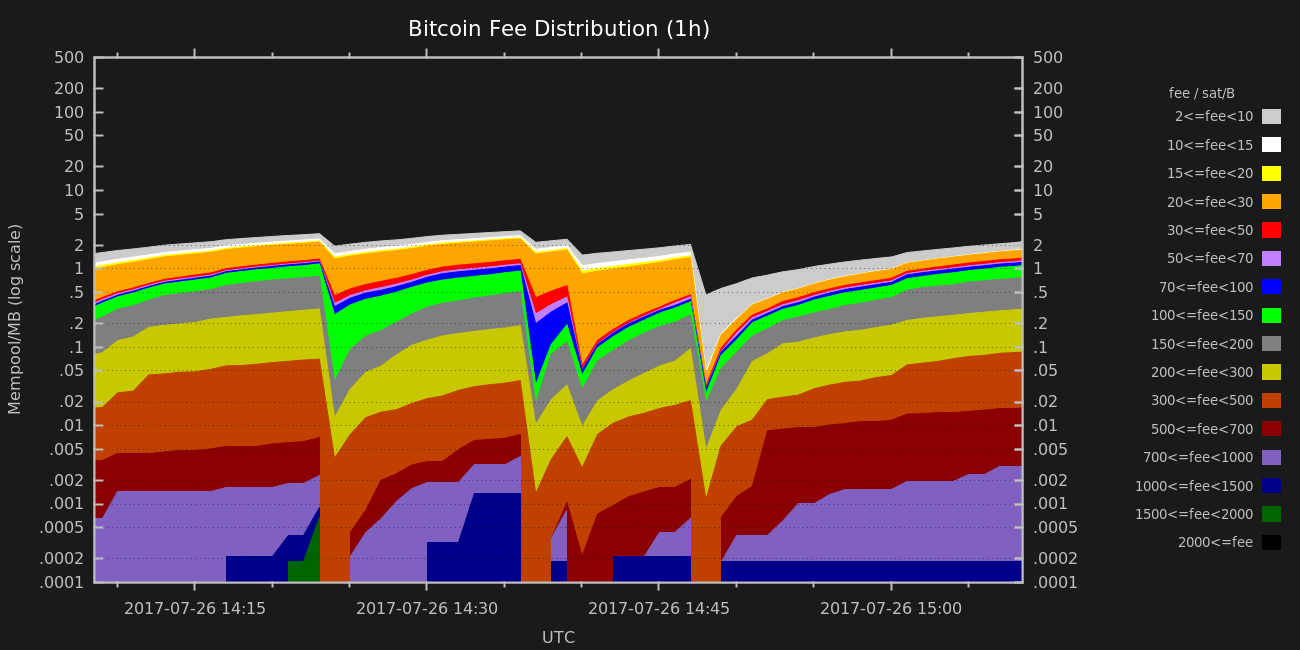 Bitcoin Fee Distribution (1h)
Mempool/MB (log scale)
500
200
100
50
20
10
5
2
1
.5
.2
.1
.05
.02
.01
.005
.002
.001
.0005
.0002
.0001
500
200
100
50
20
10
5
2
1
.5
.2
.1
.05
.02
.01
.005
.002
.001
.0005
.0002
.0001
2017-07-26 14:15
2017-07-26 14:30
2017-07-26 14:45
2017-07-26 15:00
UTC
fee / sat/B
2<=fee<10
10<=fee<15
15<=fee<20
20<=fee<30
30<=fee<50
50<=fee<70
70<=fee<100
100<=fee<150
150<=fee<200
200<=fee<300
300<=fee<500
500<=fee<700
700<=fee<1000
1000<=fee<1500
1500<=fee<2000
2000<=fee